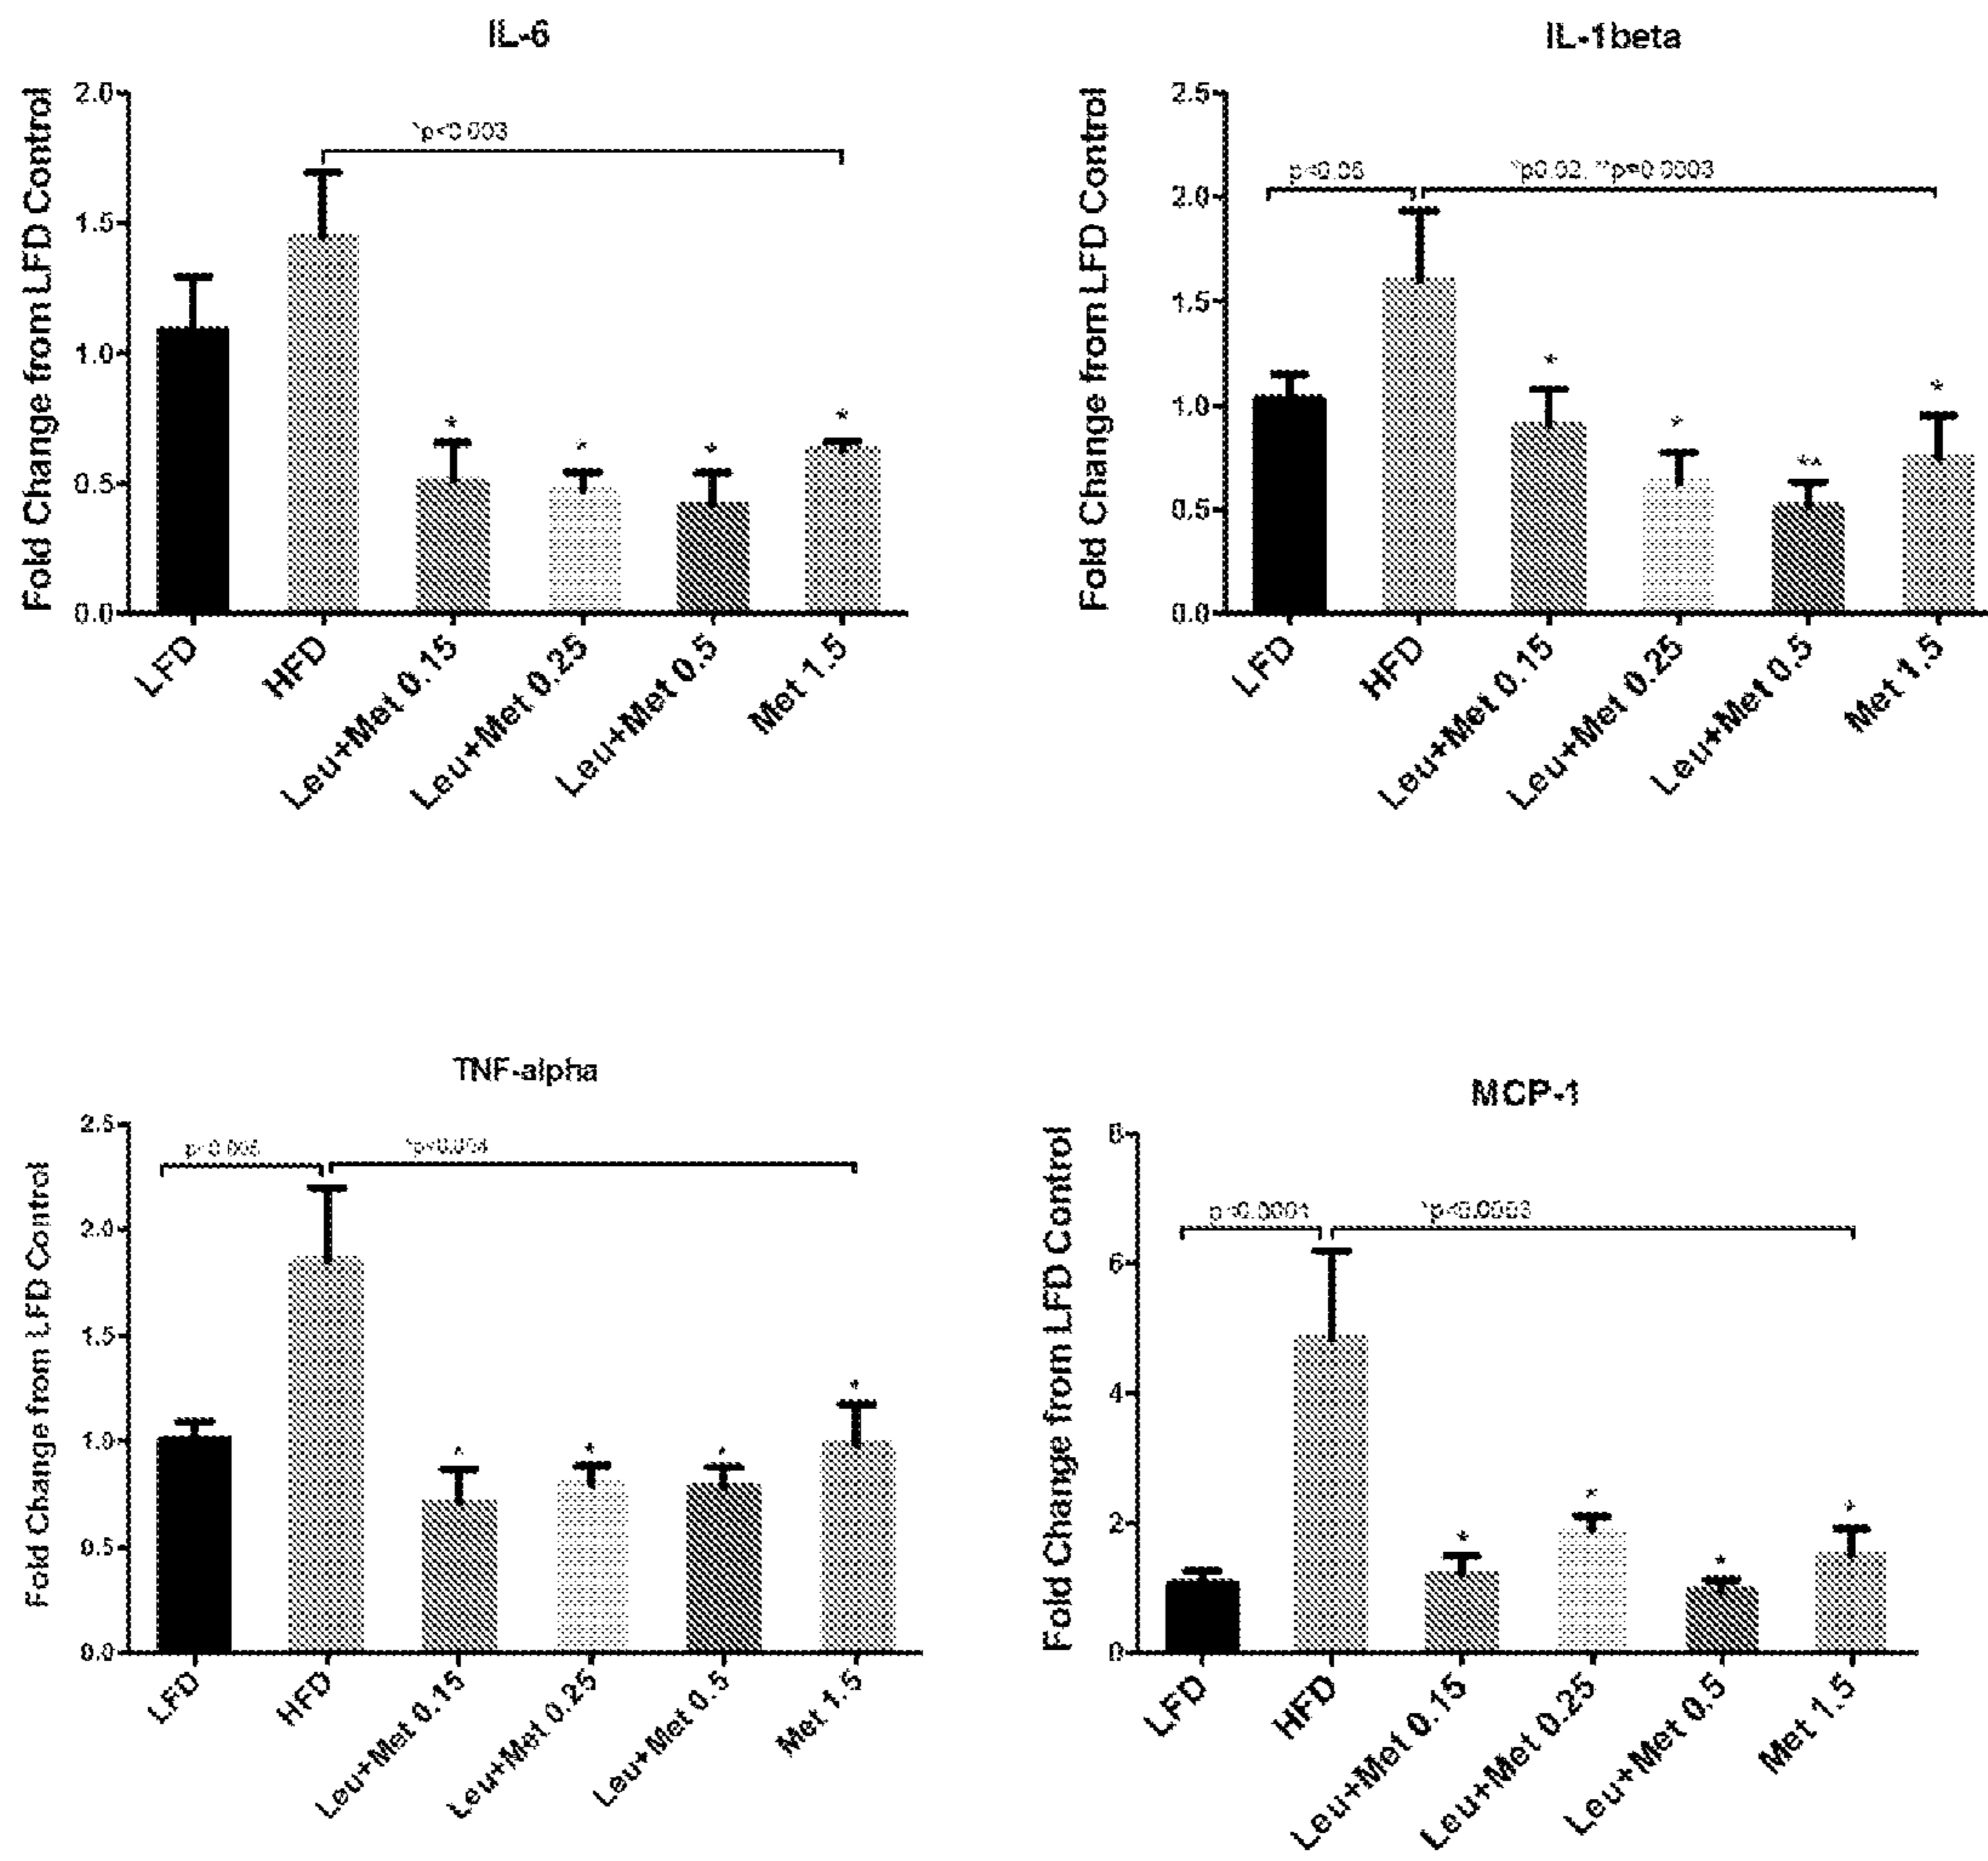 IL-6
Fold Change from LFD Control
2.0
*p<0.003
1.5
1.0
0.5
0.0
* * * *
LFD
HFD
Leu+Met 0.15
Leu+Met 0.25
Leu+Met 0.5
Met 1.5
IL-1beta
Fold Change from LFD Control
2.5
2.0
1.5
1.0
0.5
0.0
* * ** *
LFD
HFD
Leu+Met 0.15
Leu+Met 0.25
Leu+Met 0.5
Met 1.5
TNF-alpha
Fold Change from LFD Control
2.5
2.0
1.5
1.0
0.5
0.0
* * * *
LFD
HFD
Leu+Met 0.15
Leu+Met 0.25
Leu+Met 0.5
Met 1.5
MCP-1
Fold Change from LFD Control
8
p<0.0001
6
4
2
0
* * * *
LFD
HFD
Leu+Met 0.15
Leu+Met 0.25
Leu+Met 0.5
Met 1.5